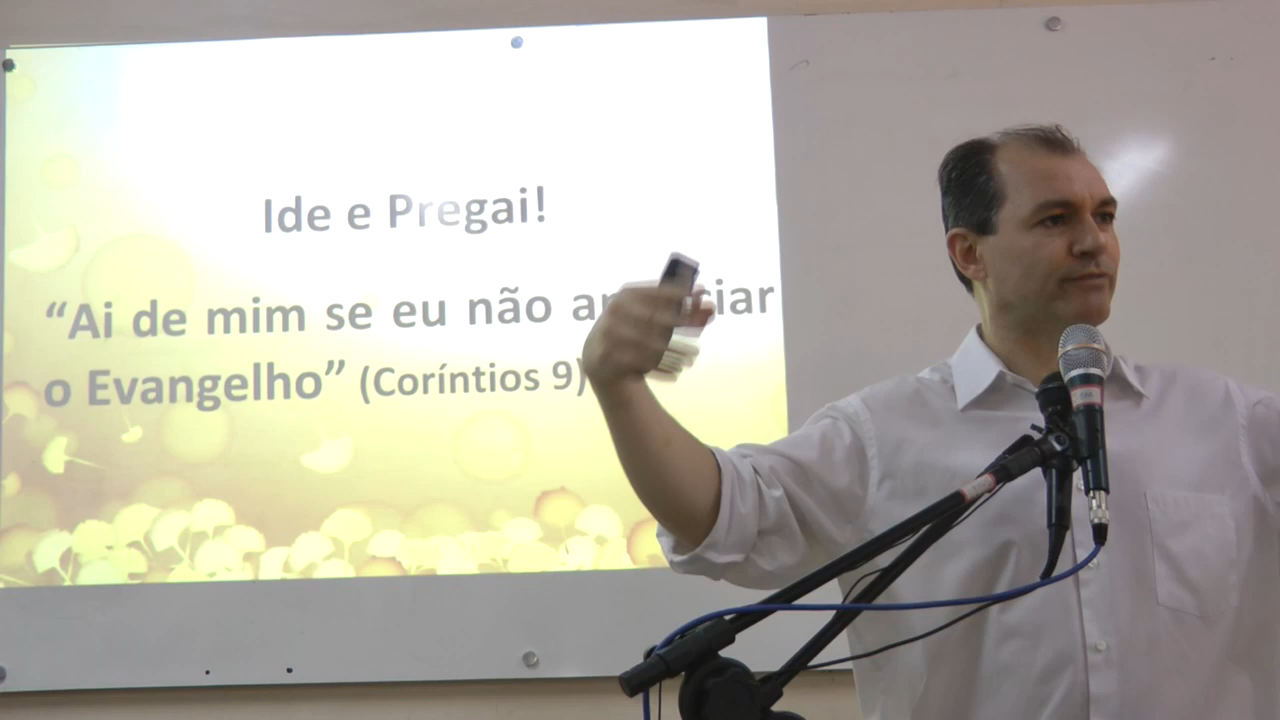 Ide e Pregai!
“Ai de mim se eu não
o Evangelho” (Coríntios 9)